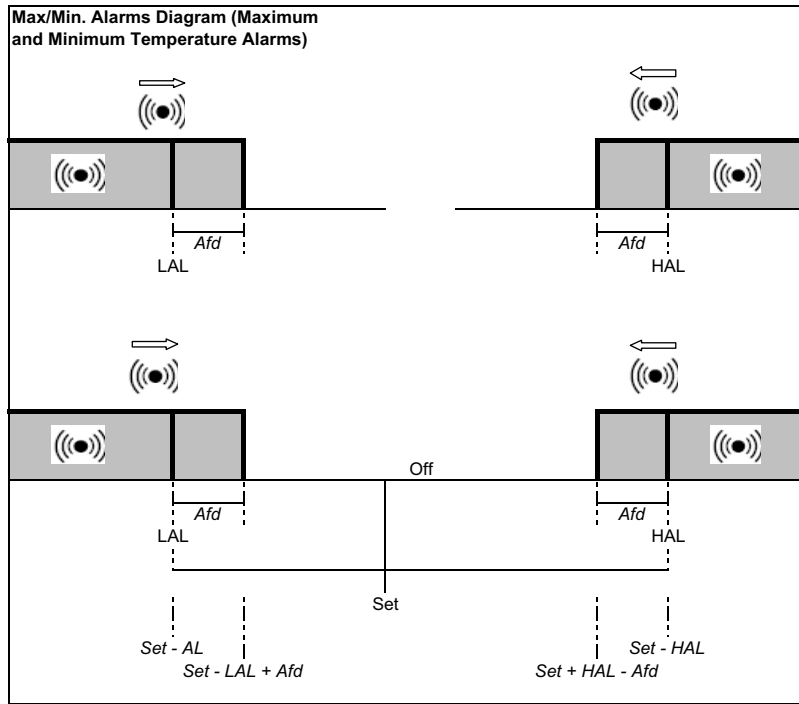 Max/Min. Alarms Diagram (Maximum
and Minimum Temperature Alarms)
Afd
Afd
LAL
HAL
Off
Afd
Afd
LAL
HAL
Set
Set - AL
Set - HAL
Set - LAL + Afd
Set + HAL - Afd